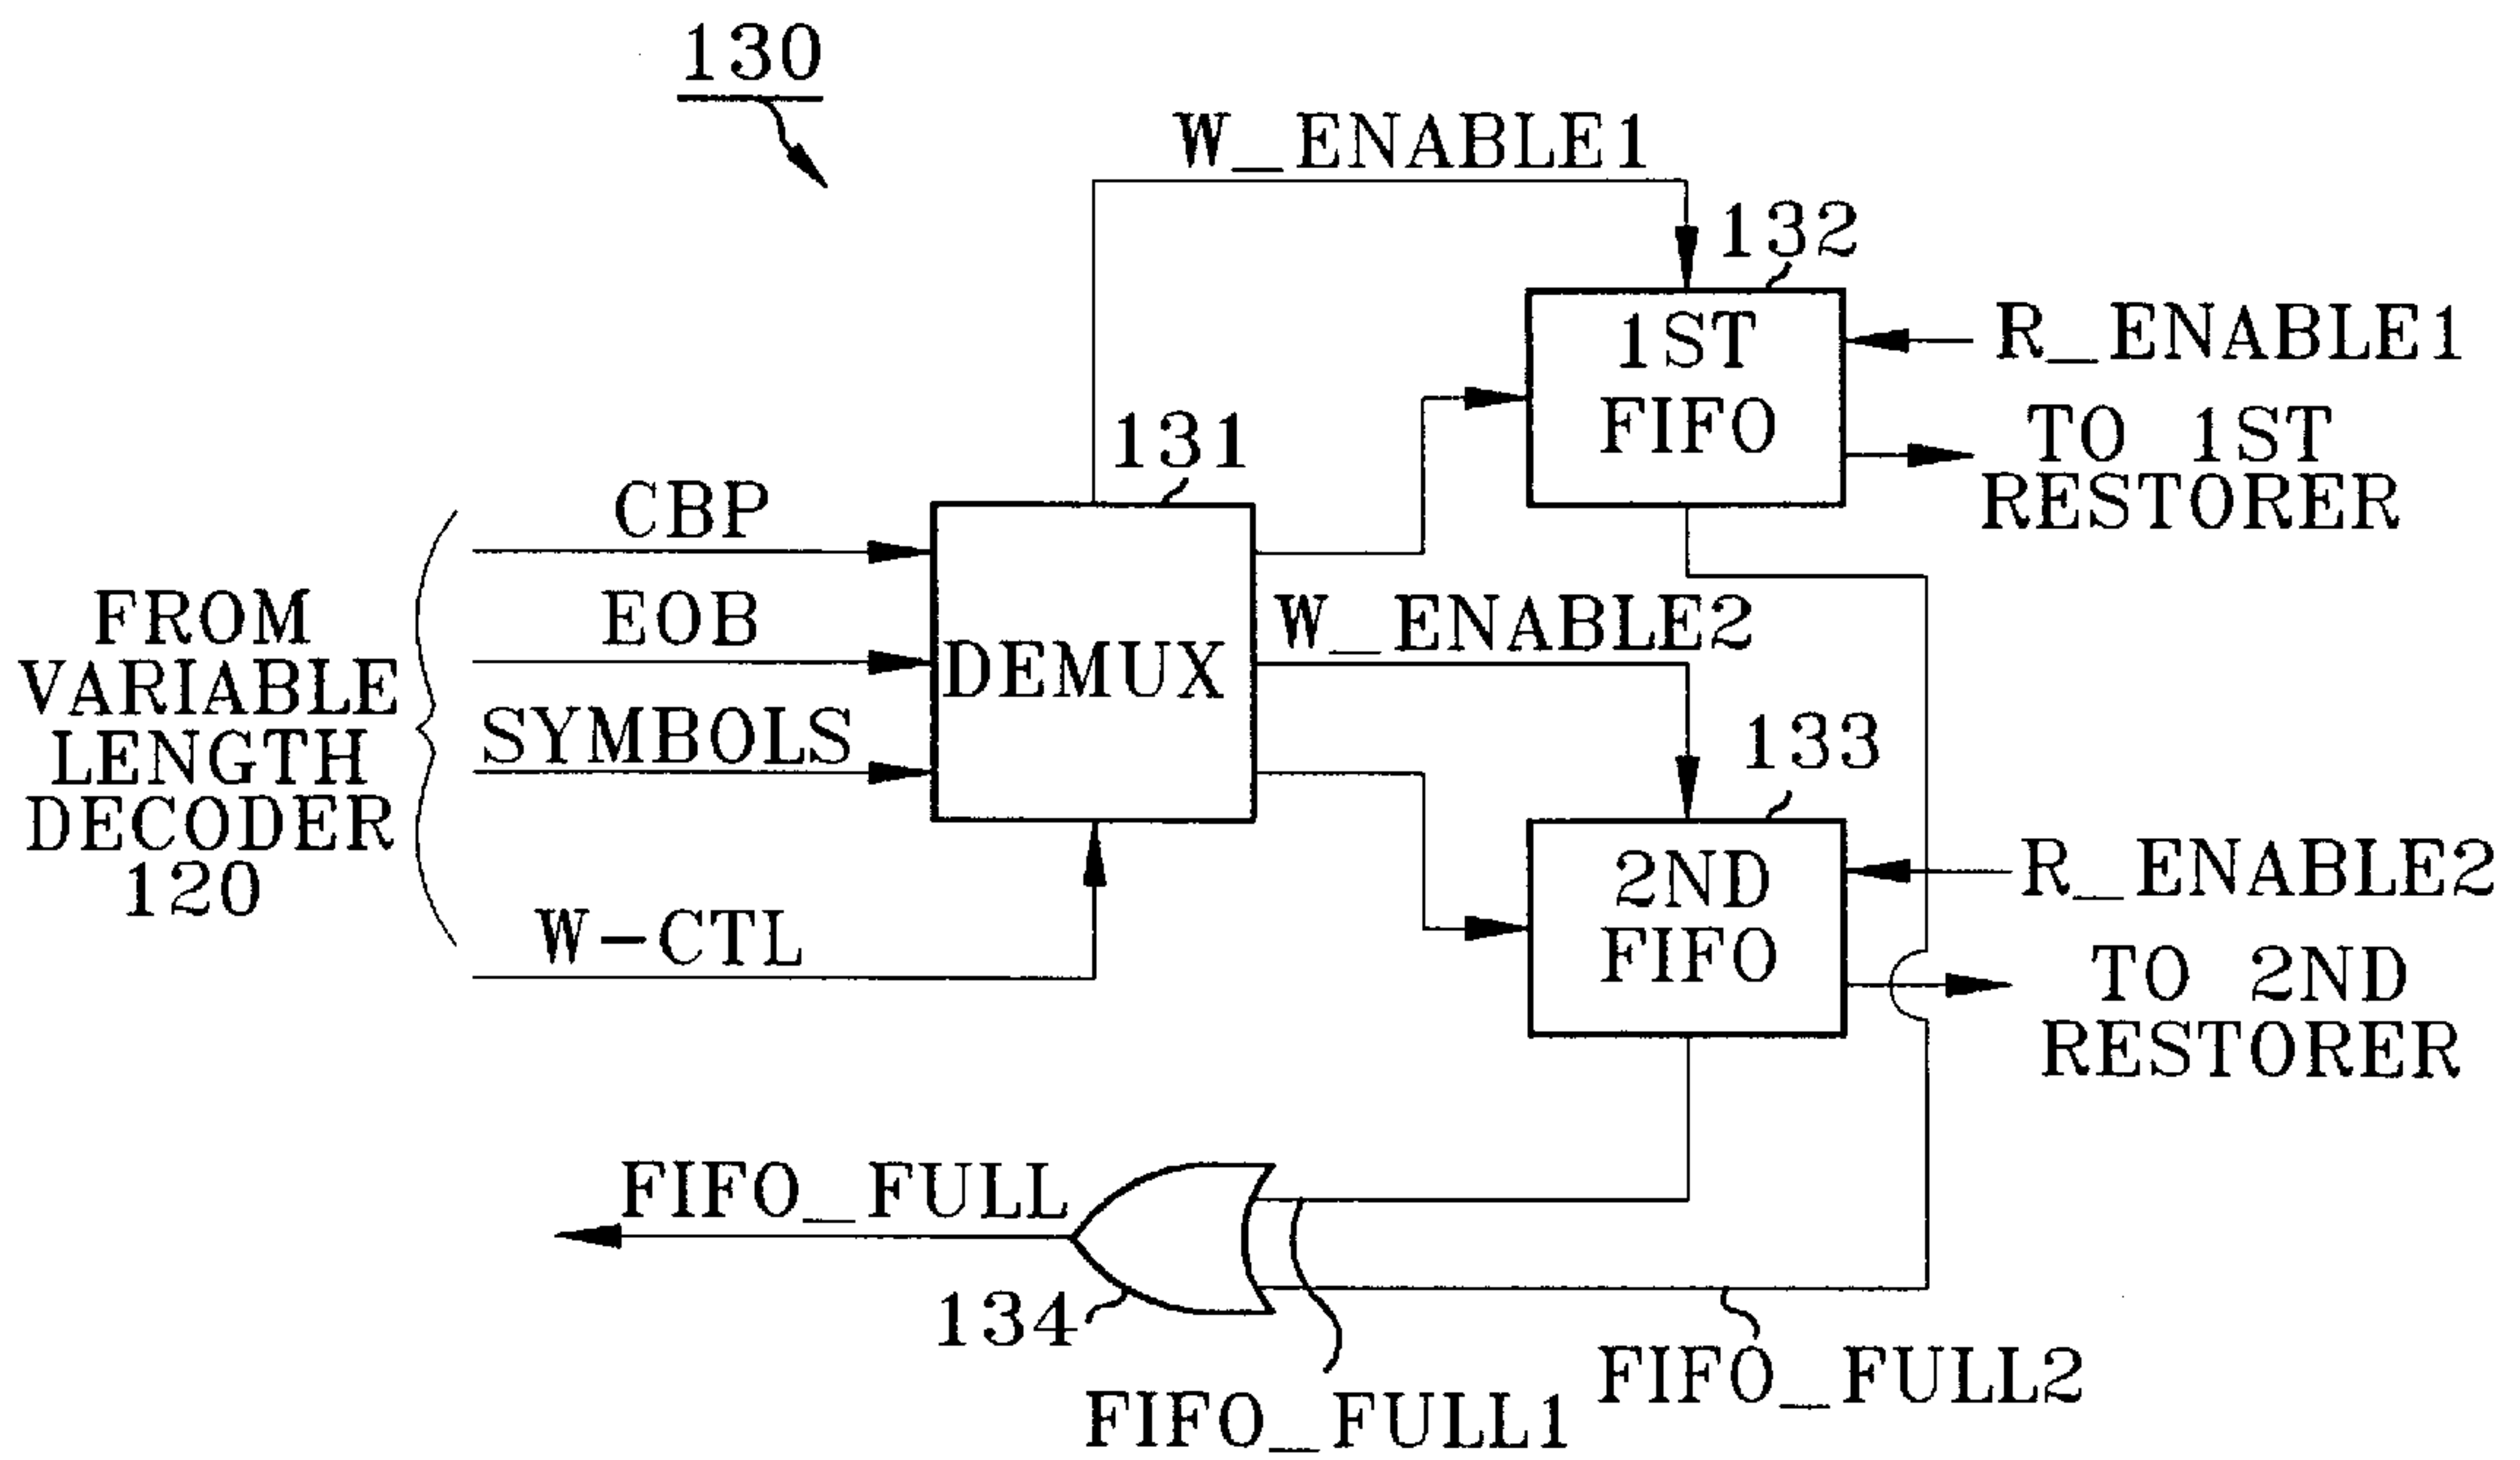 130
W_ENABLE1
132
1ST
FIFO
R_ENABLE1
TO 1ST
RESTORER
131
CBP
EOB
SYMBOLS
W-CTL
FROM
VARIABLE
LENGTH
DECODER
120
DEMUX
W_ENABLE2
133
2ND
FIFO
R_ENABLE2
TO 2ND
RESTORER
FIFO_FULL
134
FIFO_FULL1
FIFO_FULL2